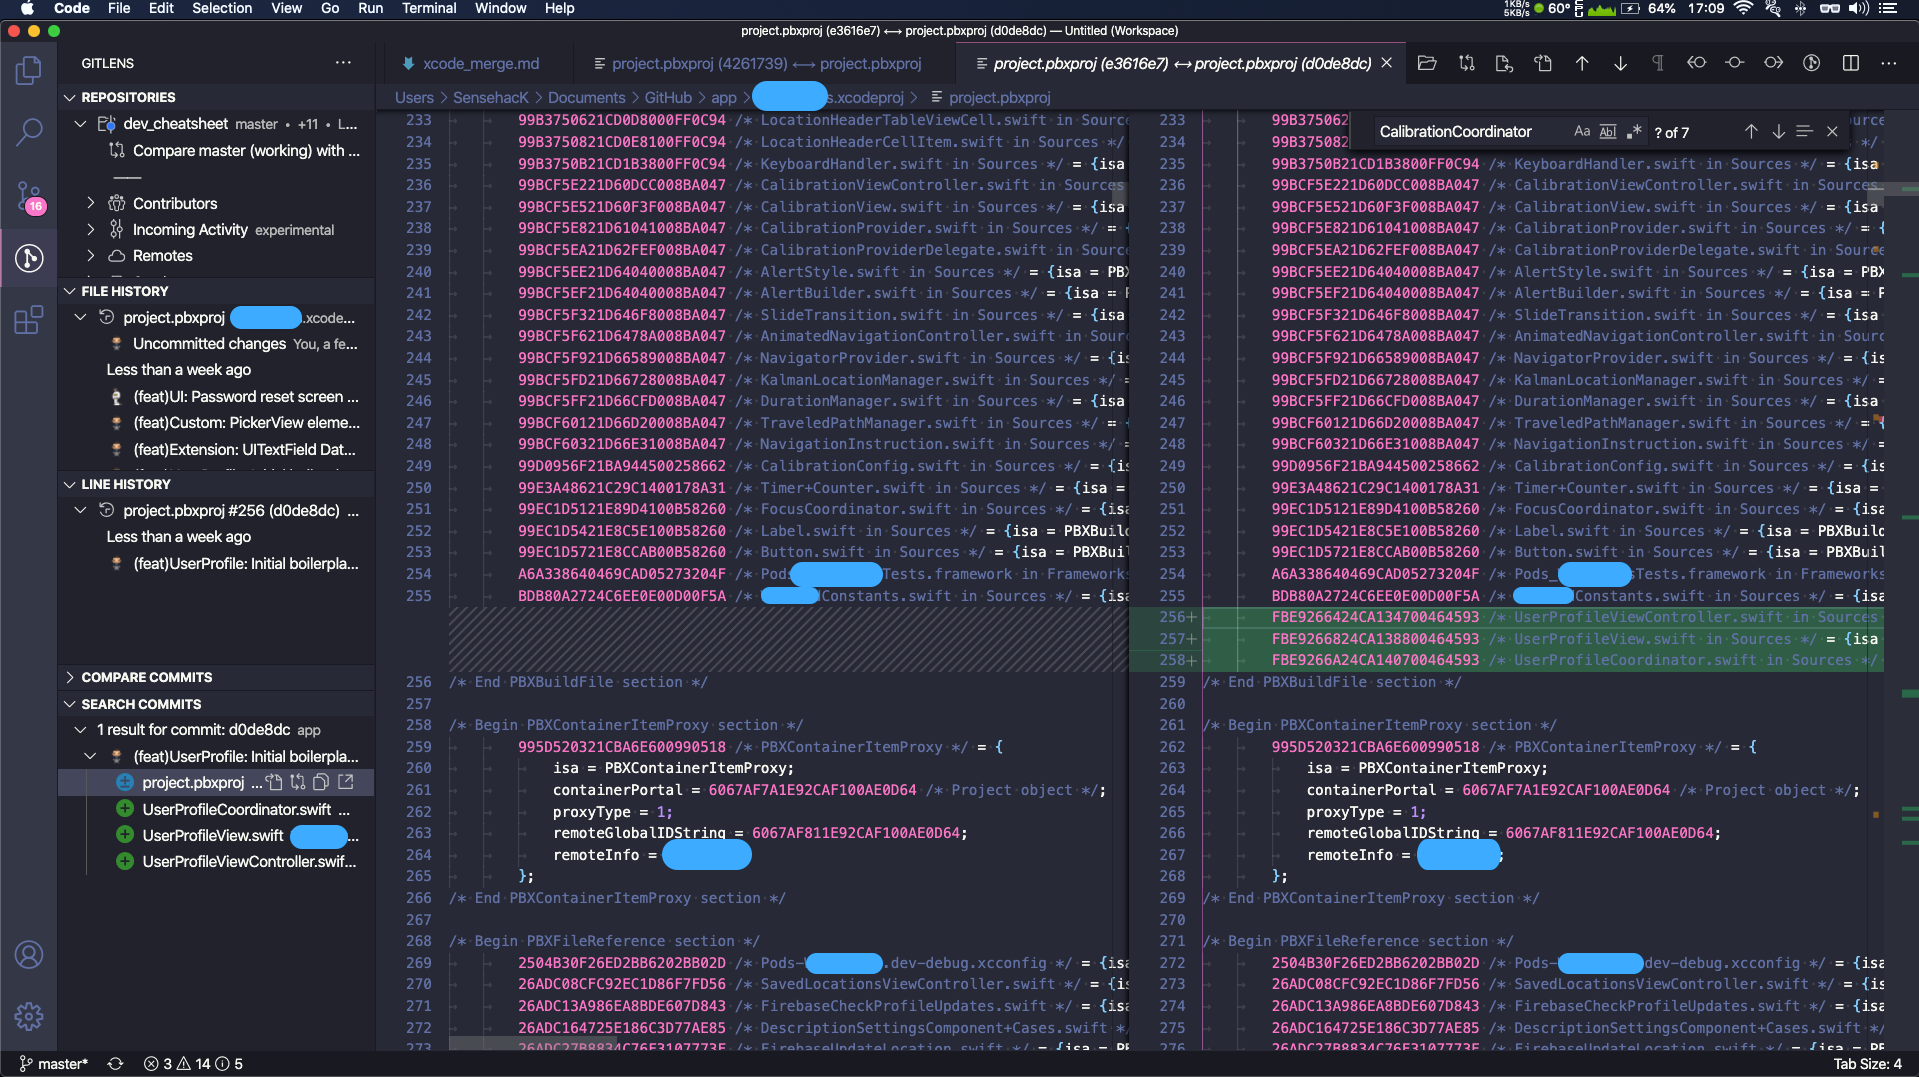 Code File Edit Selection View Go Run Terminal Window Help
1KB/s 5KB/s 60° 64% 17:09
project.pbxproj (e3616e7) ⟷ project.pbxproj (d0de8dc) — Untitled (Workspace)
GITLENS ···
xcode_merge.md
project.pbxproj (4261739) ⟷ project.pbxproj
project.pbxproj (e3616e7) ⟷ project.pbxproj (d0de8dc)
Users > SensehacK > Documents > GitHub > app > s.xcodeproj > project.pbxproj
CalibrationCoordinator Aa Abl .* ? of 7
REPOSITORIES
dev_cheatsheet master • +11 • L...
Compare master (working) with ...
Contributors
Incoming Activity experimental
Remotes
FILE HISTORY
project.pbxproj .xcode...
Uncommitted changes You, a fe...
Less than a week ago
(feat)UI: Password reset screen ...
(feat)Custom: PickerView eleme...
(feat)Extension: UITextField Dat...
LINE HISTORY
project.pbxproj #256 (d0de8dc) ...
Less than a week ago
(feat)UserProfile: Initial boilerpla...
COMPARE COMMITS
SEARCH COMMITS
1 result for commit: d0de8dc app
(feat)UserProfile: Initial boilerpla...
project.pbxproj ...
UserProfileCoordinator.swift ...
UserProfileView.swift ...
UserProfileViewController.swif...
16
233 99B3750621CD0D8000FF0C94 /* LocationHeaderTableViewCell.swift in Sourc
234 99B3750821CD0E8100FF0C94 /* LocationHeaderCellItem.swift in Sources */
235 99B3750B21CD1B3800FF0C94 /* KeyboardHandler.swift in Sources */ = {isa
236 99BCF5E221D60DCC008BA047 /* CalibrationViewController.swift in Sources
237 99BCF5E521D60F3F008BA047 /* CalibrationView.swift in Sources */ = {isa
238 99BCF5E821D61041008BA047 /* CalibrationProvider.swift in Sources */ = {
239 99BCF5EA21D62FEF008BA047 /* CalibrationProviderDelegate.swift in Sourc
240 99BCF5EE21D64040008BA047 /* AlertStyle.swift in Sources */ = {isa = PBX
241 99BCF5EF21D64040008BA047 /* AlertBuilder.swift in Sources */ = {isa = P
242 99BCF5F321D646F8008BA047 /* SlideTransition.swift in Sources */ = {isa
243 99BCF5F621D6478A008BA047 /* AnimatedNavigationController.swift in Sourc
244 99BCF5F921D66589008BA047 /* NavigatorProvider.swift in Sources */ = {is
245 99BCF5FD21D66728008BA047 /* KalmanLocationManager.swift in Sources */ =
246 99BCF5FF21D66CFD008BA047 /* DurationManager.swift in Sources */ = {isa
247 99BCF60121D66D20008BA047 /* TraveledPathManager.swift in Sources */ = {
248 99BCF60321D66E31008BA047 /* NavigationInstruction.swift in Sources */ =
249 99D0956F21BA944500258662 /* CalibrationConfig.swift in Sources */ = {is
250 99E3A48621C29C1400178A31 /* Timer+Counter.swift in Sources */ = {isa =
251 99EC1D5121E89D4100B58260 /* FocusCoordinator.swift in Sources */ = {isa
252 99EC1D5421E8C5E100B58260 /* Label.swift in Sources */ = {isa = PBXBuild
253 99EC1D5721E8CCAB00B58260 /* Button.swift in Sources */ = {isa = PBXBuil
254 A6A338640469CAD05273204F /* Pods Tests.framework in Frameworks
255 BDB80A2724C6EE0E00D00F5A /* Constants.swift in Sources */ = {isa
256 /* End PBXBuildFile section */
257
258 /* Begin PBXContainerItemProxy section */
259 995D520321CBA6E600990518 /* PBXContainerItemProxy */ = {
260 isa = PBXContainerItemProxy;
261 containerPortal = 6067AF7A1E92CAF100AE0D64 /* Project object */;
262 proxyType = 1;
263 remoteGlobalIDString = 6067AF811E92CAF100AE0D64;
264 remoteInfo =
265 };
266 /* End PBXContainerItemProxy section */
267
268 /* Begin PBXFileReference section */
269 2504B30F26ED2BB6202BB02D /* Pods- .dev-debug.xcconfig */ = {isa
270 26ADC08CFC92EC1D86F7FD56 /* SavedLocationsViewController.swift */ = {is
271 26ADC13A986EA8BDE607D843 /* FirebaseCheckProfileUpdates.swift */ = {isa
272 26ADC164725E186C3D77AE85 /* DescriptionSettingsComponent+Cases.swift */
273 26ADC27B8834C76F3107773F /* FirebaseUpdateLocation.swift */ = {isa = PB
233 99B37506 urce
234 99B37508 */
235 99B3750B21CD1B3800FF0C94 /* KeyboardHandler.swift in Sources */ = {isa
236 99BCF5E221D60DCC008BA047 /* CalibrationViewController.swift in Sources
237 99BCF5E521D60F3F008BA047 /* CalibrationView.swift in Sources */ = {isa
238 99BCF5E821D61041008BA047 /* CalibrationProvider.swift in Sources */ = {
239 99BCF5EA21D62FEF008BA047 /* CalibrationProviderDelegate.swift in Source
240 99BCF5EE21D64040008BA047 /* AlertStyle.swift in Sources */ = {isa = PBX
241 99BCF5EF21D64040008BA047 /* AlertBuilder.swift in Sources */ = {isa = P
242 99BCF5F321D646F8008BA047 /* SlideTransition.swift in Sources */ = {isa
243 99BCF5F621D6478A008BA047 /* AnimatedNavigationController.swift in Sourc
244 99BCF5F921D66589008BA047 /* NavigatorProvider.swift in Sources */ = {is
245 99BCF5FD21D66728008BA047 /* KalmanLocationManager.swift in Sources */ =
246 99BCF5FF21D66CFD008BA047 /* DurationManager.swift in Sources */ = {isa
247 99BCF60121D66D20008BA047 /* TraveledPathManager.swift in Sources */ = {
248 99BCF60321D66E31008BA047 /* NavigationInstruction.swift in Sources */ =
249 99D0956F21BA944500258662 /* CalibrationConfig.swift in Sources */ = {is
250 99E3A48621C29C1400178A31 /* Timer+Counter.swift in Sources */ = {isa =
251 99EC1D5121E89D4100B58260 /* FocusCoordinator.swift in Sources */ = {isa
252 99EC1D5421E8C5E100B58260 /* Label.swift in Sources */ = {isa = PBXBuild
253 99EC1D5721E8CCAB00B58260 /* Button.swift in Sources */ = {isa = PBXBuil
254 A6A338640469CAD05273204F /* Pods_ sTests.framework in Frameworks
255 BDB80A2724C6EE0E00D00F5A /* Constants.swift in Sources */ = {isa
256+ FBE9266424CA134700464593 /* UserProfileViewController.swift in Sources
257+ FBE9266824CA138800464593 /* UserProfileView.swift in Sources */ = {isa
258+ FBE9266A24CA140700464593 /* UserProfileCoordinator.swift in Sources */
259 /* End PBXBuildFile section */
260
261 /* Begin PBXContainerItemProxy section */
262 995D520321CBA6E600990518 /* PBXContainerItemProxy */ = {
263 isa = PBXContainerItemProxy;
264 containerPortal = 6067AF7A1E92CAF100AE0D64 /* Project object */;
265 proxyType = 1;
266 remoteGlobalIDString = 6067AF811E92CAF100AE0D64;
267 remoteInfo = ;
268 };
269 /* End PBXContainerItemProxy section */
270
271 /* Begin PBXFileReference section */
272 2504B30F26ED2BB6202BB02D /* Pods- dev-debug.xcconfig */ = {isa
273 26ADC08CFC92EC1D86F7FD56 /* SavedLocationsViewController.swift */ = {is
274 26ADC13A986EA8BDE607D843 /* FirebaseCheckProfileUpdates.swift */ = {isa
275 26ADC164725E186C3D77AE85 /* DescriptionSettingsComponent+Cases.swift */
276 26ADC27B8834C76F3107773F /* FirebaseUpdateLocation.swift */ = {isa = PB
master* 3 14 5 Tab Size: 4